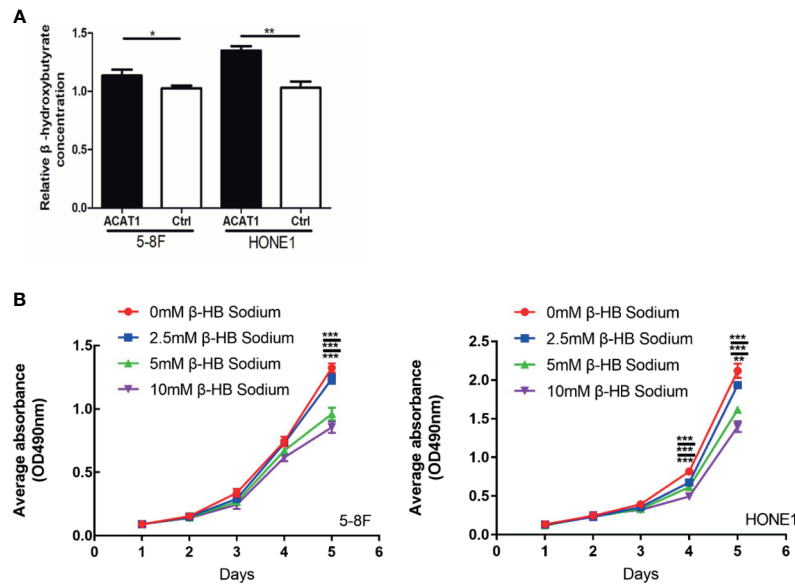 A
Relative β -hydroxybutyrate
concentration
1.5
1.0
0.5
0.0
*
**
ACAT1 Ctrl ACAT1 Ctrl
5-8F HONE1
B
0mM β-HB Sodium
2.5mM β-HB Sodium
5mM β-HB Sodium
10mM β-HB Sodium
Average absorbance
(OD490nm)
1.5
1.0
0.5
0.0
***
***
***
5-8F
0 1 2 3 4 5 6
Days
0mM β-HB Sodium
2.5mM β-HB Sodium
5mM β-HB Sodium
10mM β-HB Sodium
Average absorbance
(OD490nm)
2.5
2.0
1.5
1.0
0.5
0.0
***
***
**
***
***
***
HONE1
0 1 2 3 4 5 6
Days